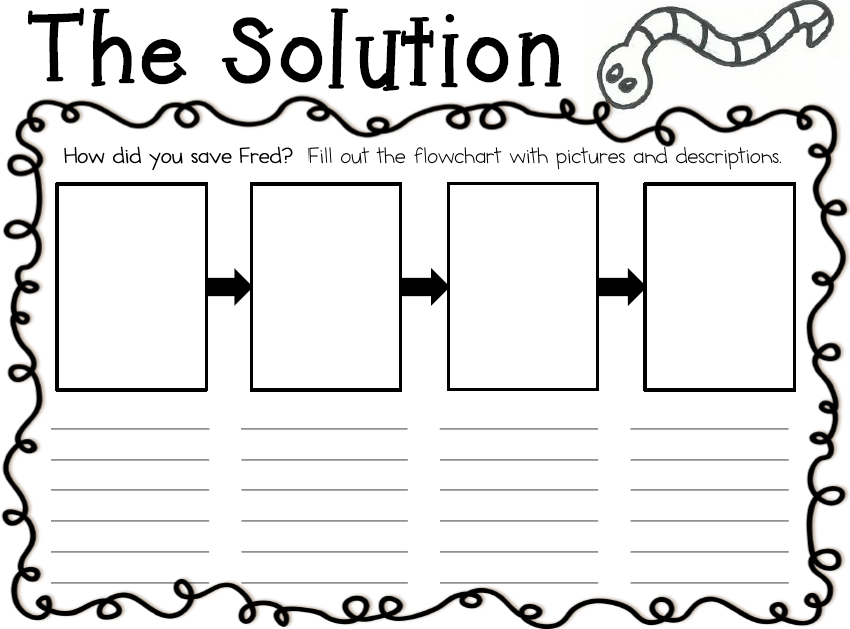 The Solution
How did you save Fred? Fill out the flowchart with pictures and descriptions.